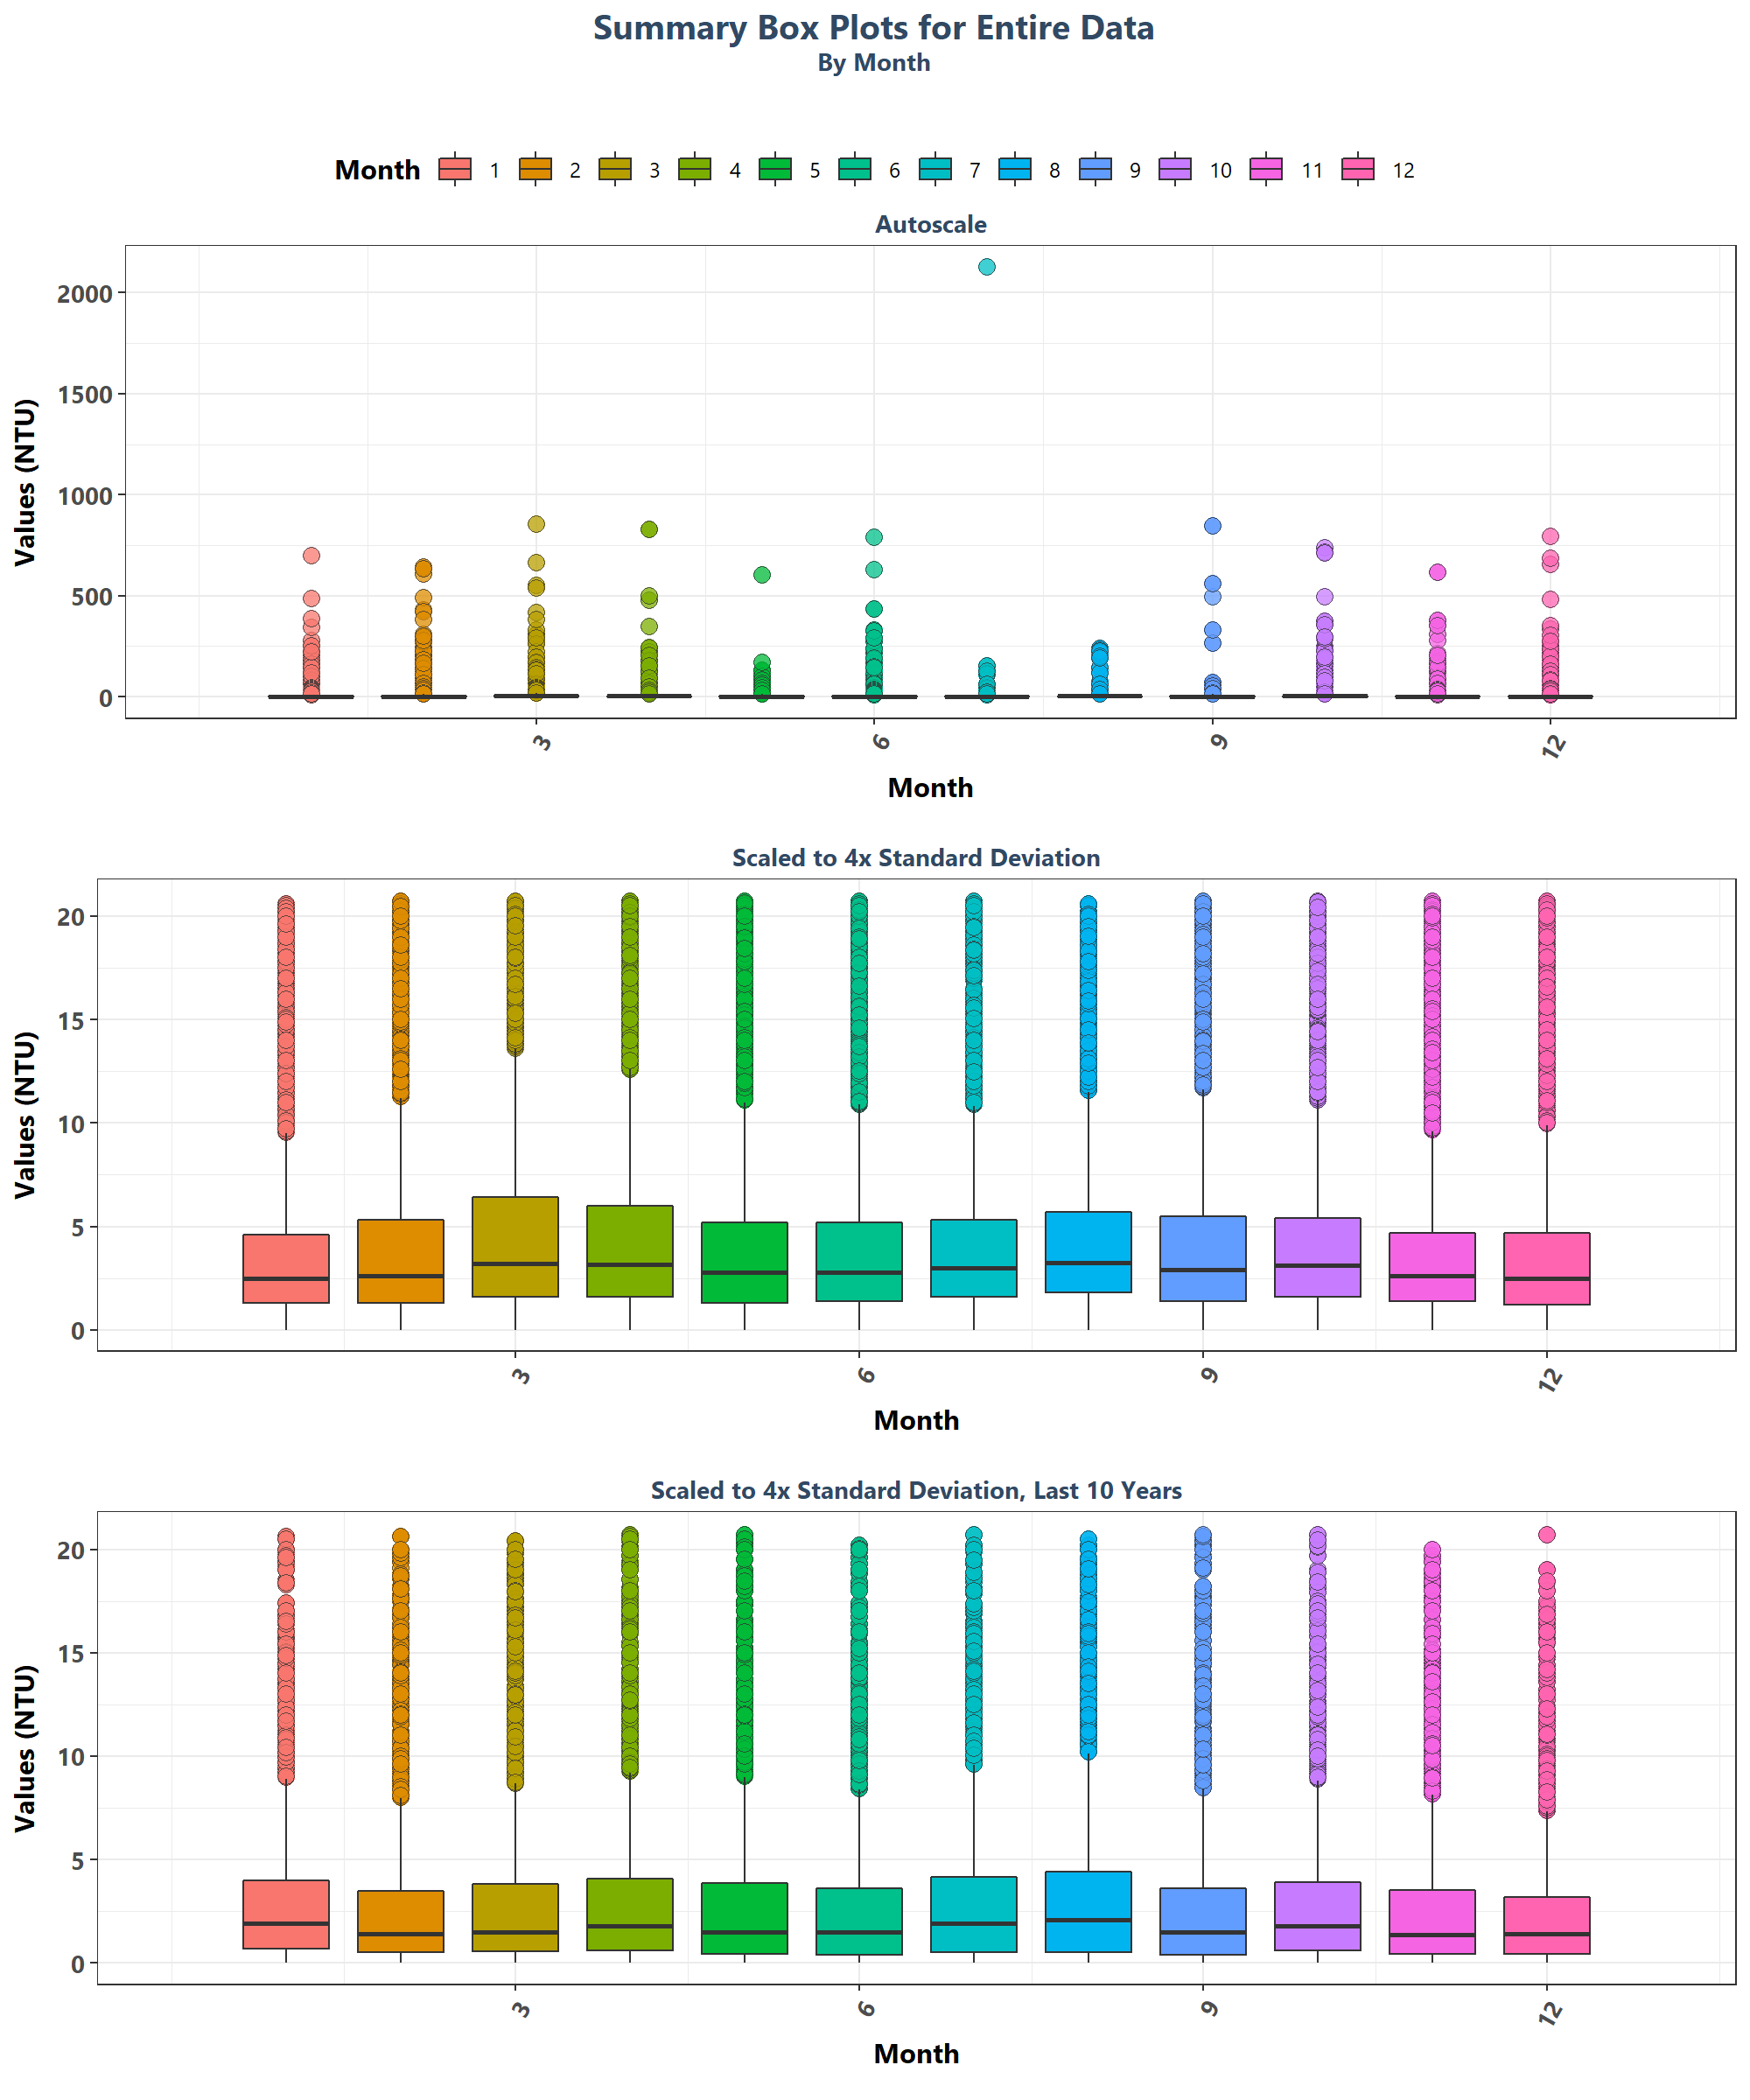 Summary Box Plots for Entire Data
By Month
Month 1 2 3 4 5 6 7 8 9 10 11 12
Autoscale
Values (NTU)
2000
1500
1000
500
0
3 6 9 12
Month
Scaled to 4x Standard Deviation
Values (NTU)
20
15
10
5
0
3 6 9 12
Month
Scaled to 4x Standard Deviation, Last 10 Years
Values (NTU)
20
15
10
5
0
3 6 9 12
Month